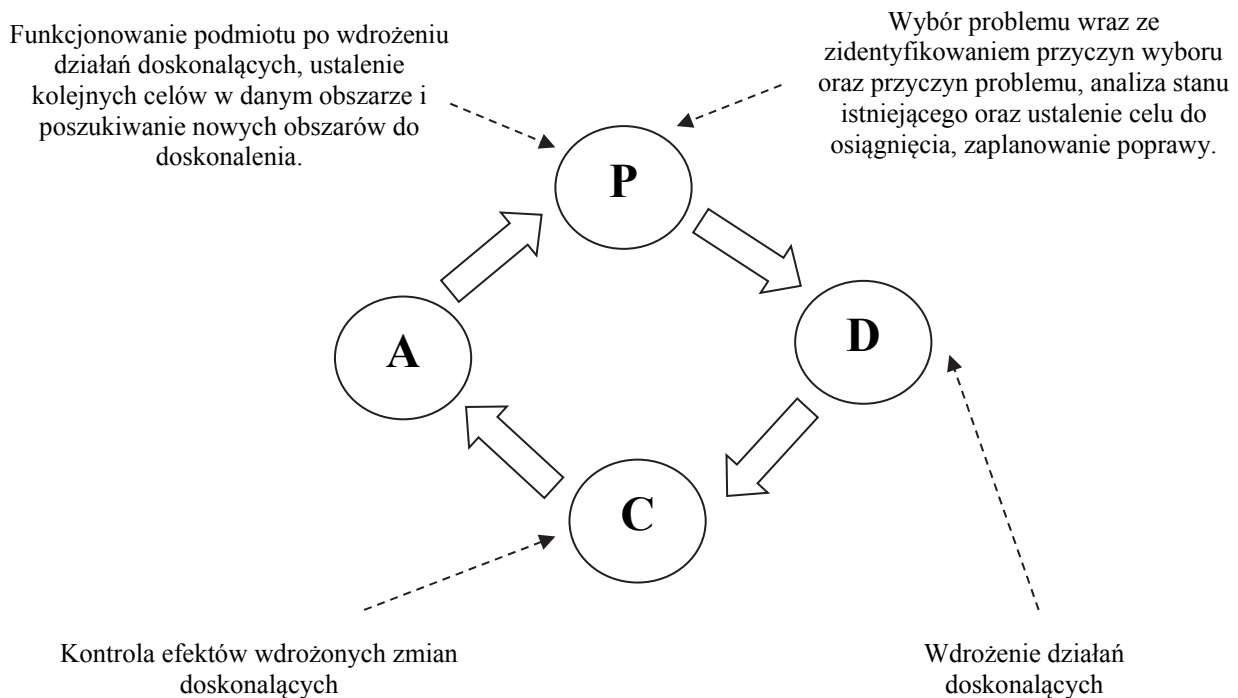 Funkcjonowanie podmiotu po wdrożeniu
działań doskonalących, ustalenie
kolejnych celów w danym obszarze i
poszukiwanie nowych obszarów do
doskonalenia.
Wybór problemu wraz ze
zidentyfikowaniem przyczyn wyboru
oraz przyczyn problemu, analiza stanu
istniejącego oraz ustalenie celu do
osiągnięcia, zaplanowanie poprawy.
P
A
D
C
Kontrola efektów wdrożonych zmian
doskonalących
Wdrożenie działań
doskonalących